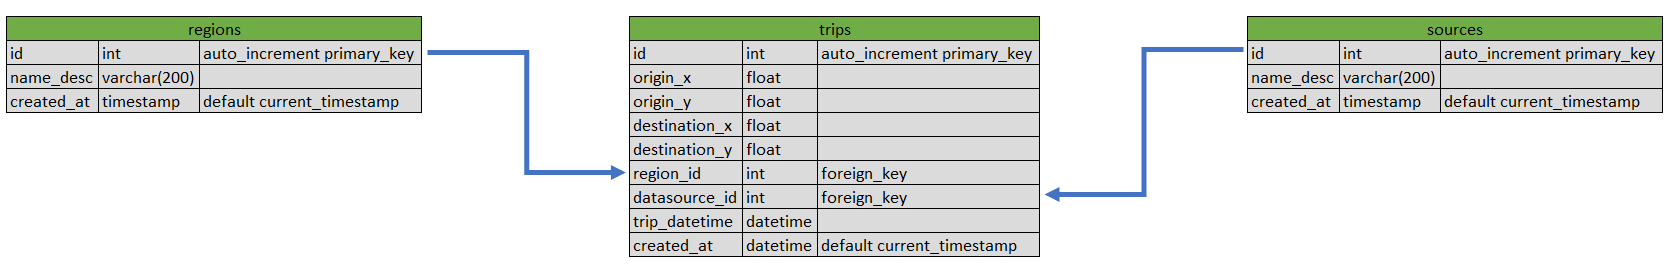 regions
id int auto_increment primary_key
name_desc varchar(200)
created_at timestamp default current_timestamp
trips
id int auto_increment primary_key
origin_x float
origin_y float
destination_x float
destination_y float
region_id int foreign_key
datasource_id int foreign_key
trip_datetime datetime
created_at datetime default current_timestamp
sources
id int auto_increment primary_key
name_desc varchar(200)
created_at timestamp default current_timestamp